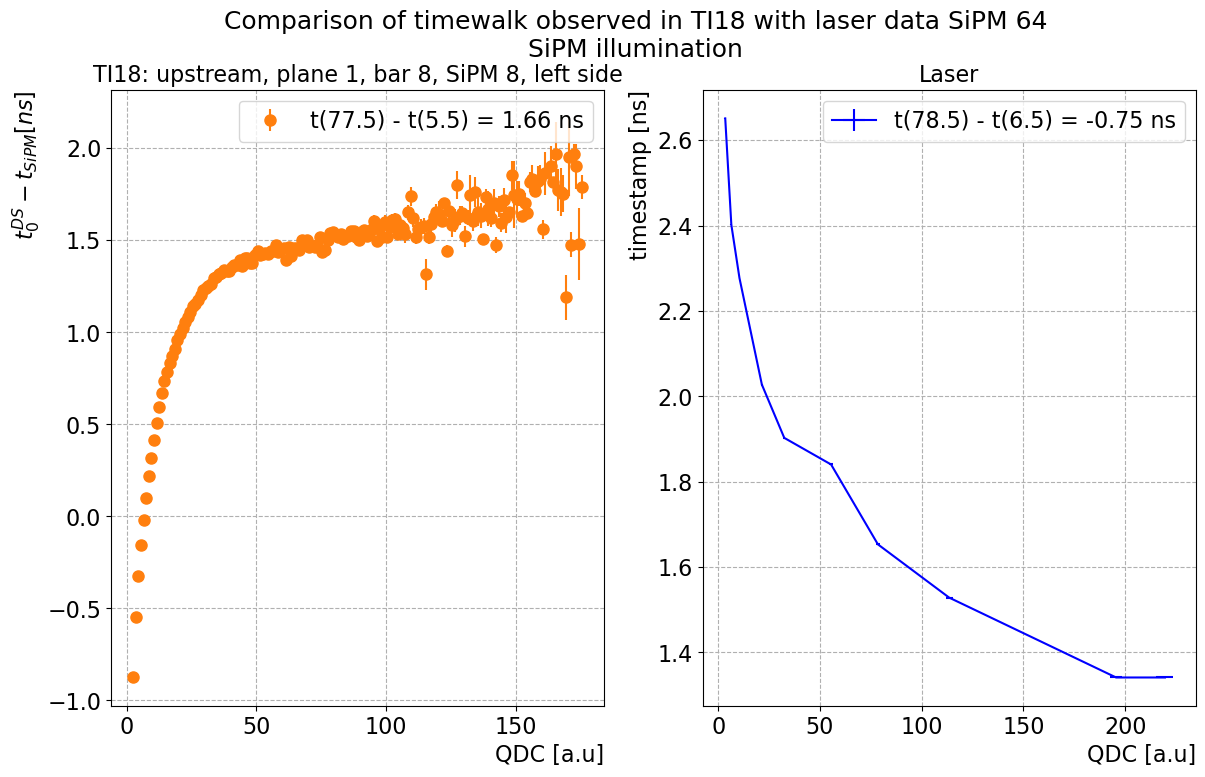 Comparison of timewalk observed in TI18 with laser data SiPM 64
SiPM illumination
TI18: upstream, plane 1, bar 8, SiPM 8, left side
t(77.5) - t(5.5) = 1.66 ns
t_0^{DS} − t_{SiPM}[ns]
2.0
1.5
1.0
0.5
0.0
−0.5
−1.0
0 50 100 150
QDC [a.u]
Laser
t(78.5) - t(6.5) = -0.75 ns
timestamp [ns]
2.6
2.4
2.2
2.0
1.8
1.6
1.4
0 50 100 150 200
QDC [a.u]